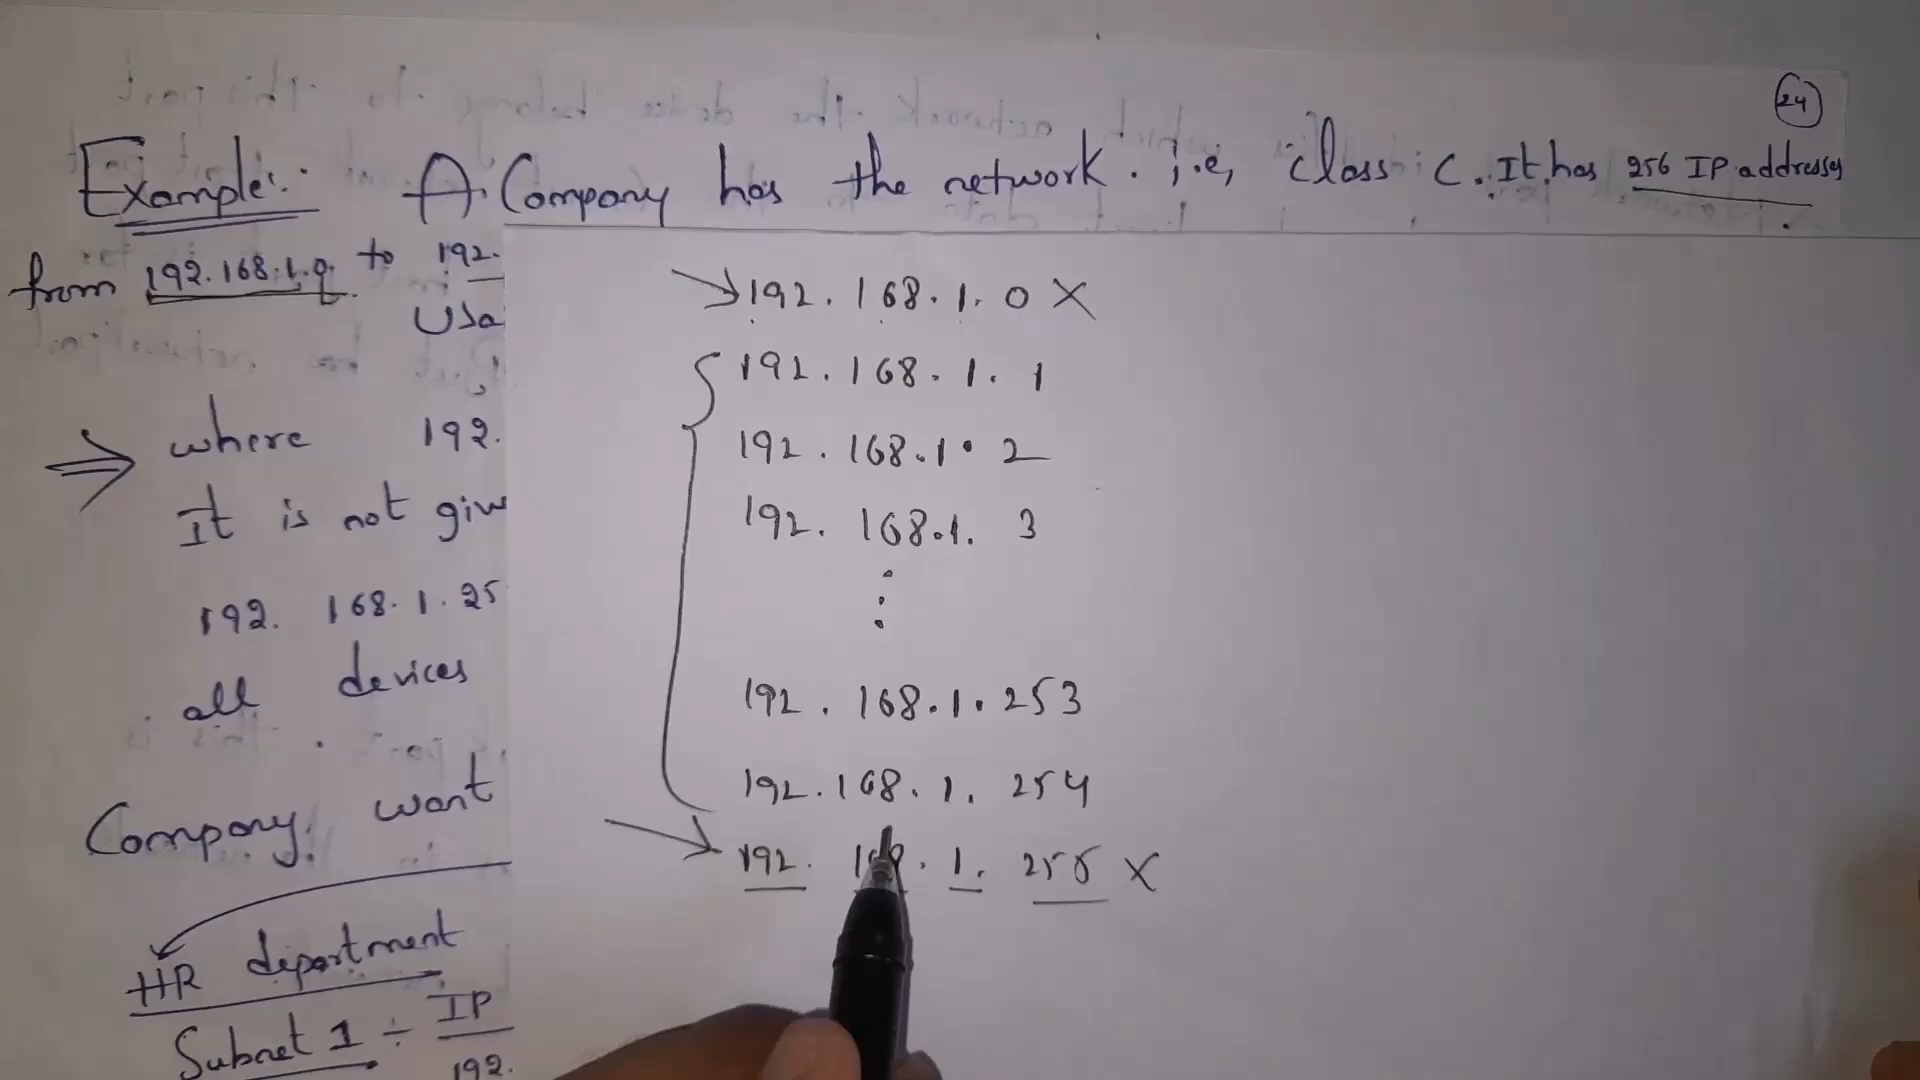 24
Example:. A Company has the network. i.e, class C. It has 256 IP addresses
from 192.168.1.0 to 192.
Usa
where 192.
It is not giv
192. 168.1.25
all devices
Company want
HR department
Subnet 1 ÷ IP
192.
192.168.1.0 X
192.168.1.1
192.168.1.2
192.168.1.3
192.168.1.253
192.168.1.254
192. 168. 1. 255 X